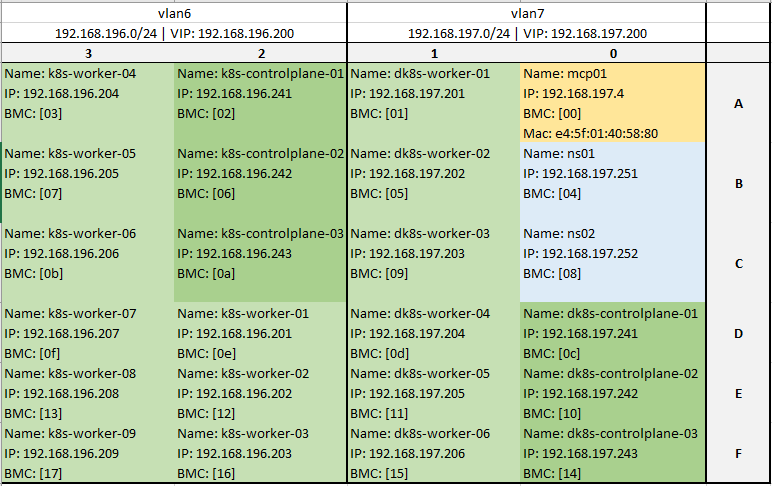 vlan6
vlan7
192.168.196.0/24 | VIP: 192.168.196.200
192.168.197.0/24 | VIP: 192.168.197.200
3
2
1
0
Name: k8s-worker-04
IP: 192.168.196.204
BMC: [03]
Name: k8s-controlplane-01
IP: 192.168.196.241
BMC: [02]
Name: dk8s-worker-01
IP: 192.168.197.201
BMC: [01]
Name: mcp01
IP: 192.168.197.4
BMC: [00]
Mac: e4:5f:01:40:58:80
A
Name: k8s-worker-05
IP: 192.168.196.205
BMC: [07]
Name: k8s-controlplane-02
IP: 192.168.196.242
BMC: [06]
Name: dk8s-worker-02
IP: 192.168.197.202
BMC: [05]
Name: ns01
IP: 192.168.197.251
BMC: [04]
B
Name: k8s-worker-06
IP: 192.168.196.206
BMC: [0b]
Name: k8s-controlplane-03
IP: 192.168.196.243
BMC: [0a]
Name: dk8s-worker-03
IP: 192.168.197.203
BMC: [09]
Name: ns02
IP: 192.168.197.252
BMC: [08]
C
Name: k8s-worker-07
IP: 192.168.196.207
BMC: [0f]
Name: k8s-worker-01
IP: 192.168.196.201
BMC: [0e]
Name: dk8s-worker-04
IP: 192.168.197.204
BMC: [0d]
Name: dk8s-controlplane-01
IP: 192.168.197.241
BMC: [0c]
D
Name: k8s-worker-08
IP: 192.168.196.208
BMC: [13]
Name: k8s-worker-02
IP: 192.168.196.202
BMC: [12]
Name: dk8s-worker-05
IP: 192.168.197.205
BMC: [11]
Name: dk8s-controlplane-02
IP: 192.168.197.242
BMC: [10]
E
Name: k8s-worker-09
IP: 192.168.196.209
BMC: [17]
Name: k8s-worker-03
IP: 192.168.196.203
BMC: [16]
Name: dk8s-worker-06
IP: 192.168.197.206
BMC: [15]
Name: dk8s-controlplane-03
IP: 192.168.197.243
BMC: [14]
F